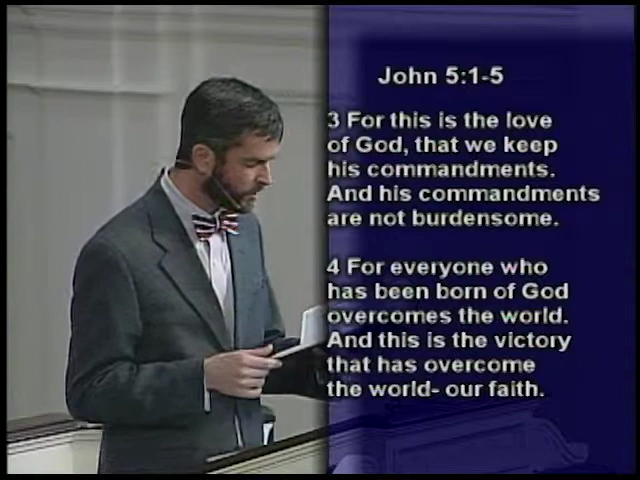 John 5:1-5
3 For this is the love
of God, that we keep
his commandments.
And his commandments
are not burdensome.
4 For everyone who
has been born of God
overcomes the world.
And this is the victory
that has overcome
the world- our faith.